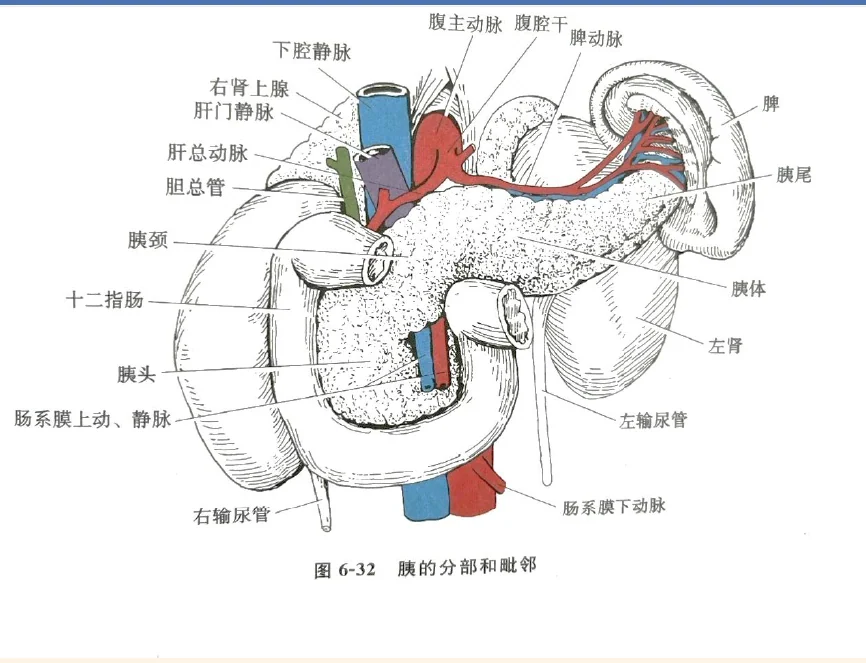 腹主动脉 腹腔干
脾动脉
下腔静脉
右肾上腺
肝门静脉
肝总动脉
胆总管
胰颈
十二指肠
胰头
肠系膜上动、静脉
右输尿管
脾
胰尾
胰体
左肾
左输尿管
肠系膜下动脉
图 6-32 胰的分部和毗邻